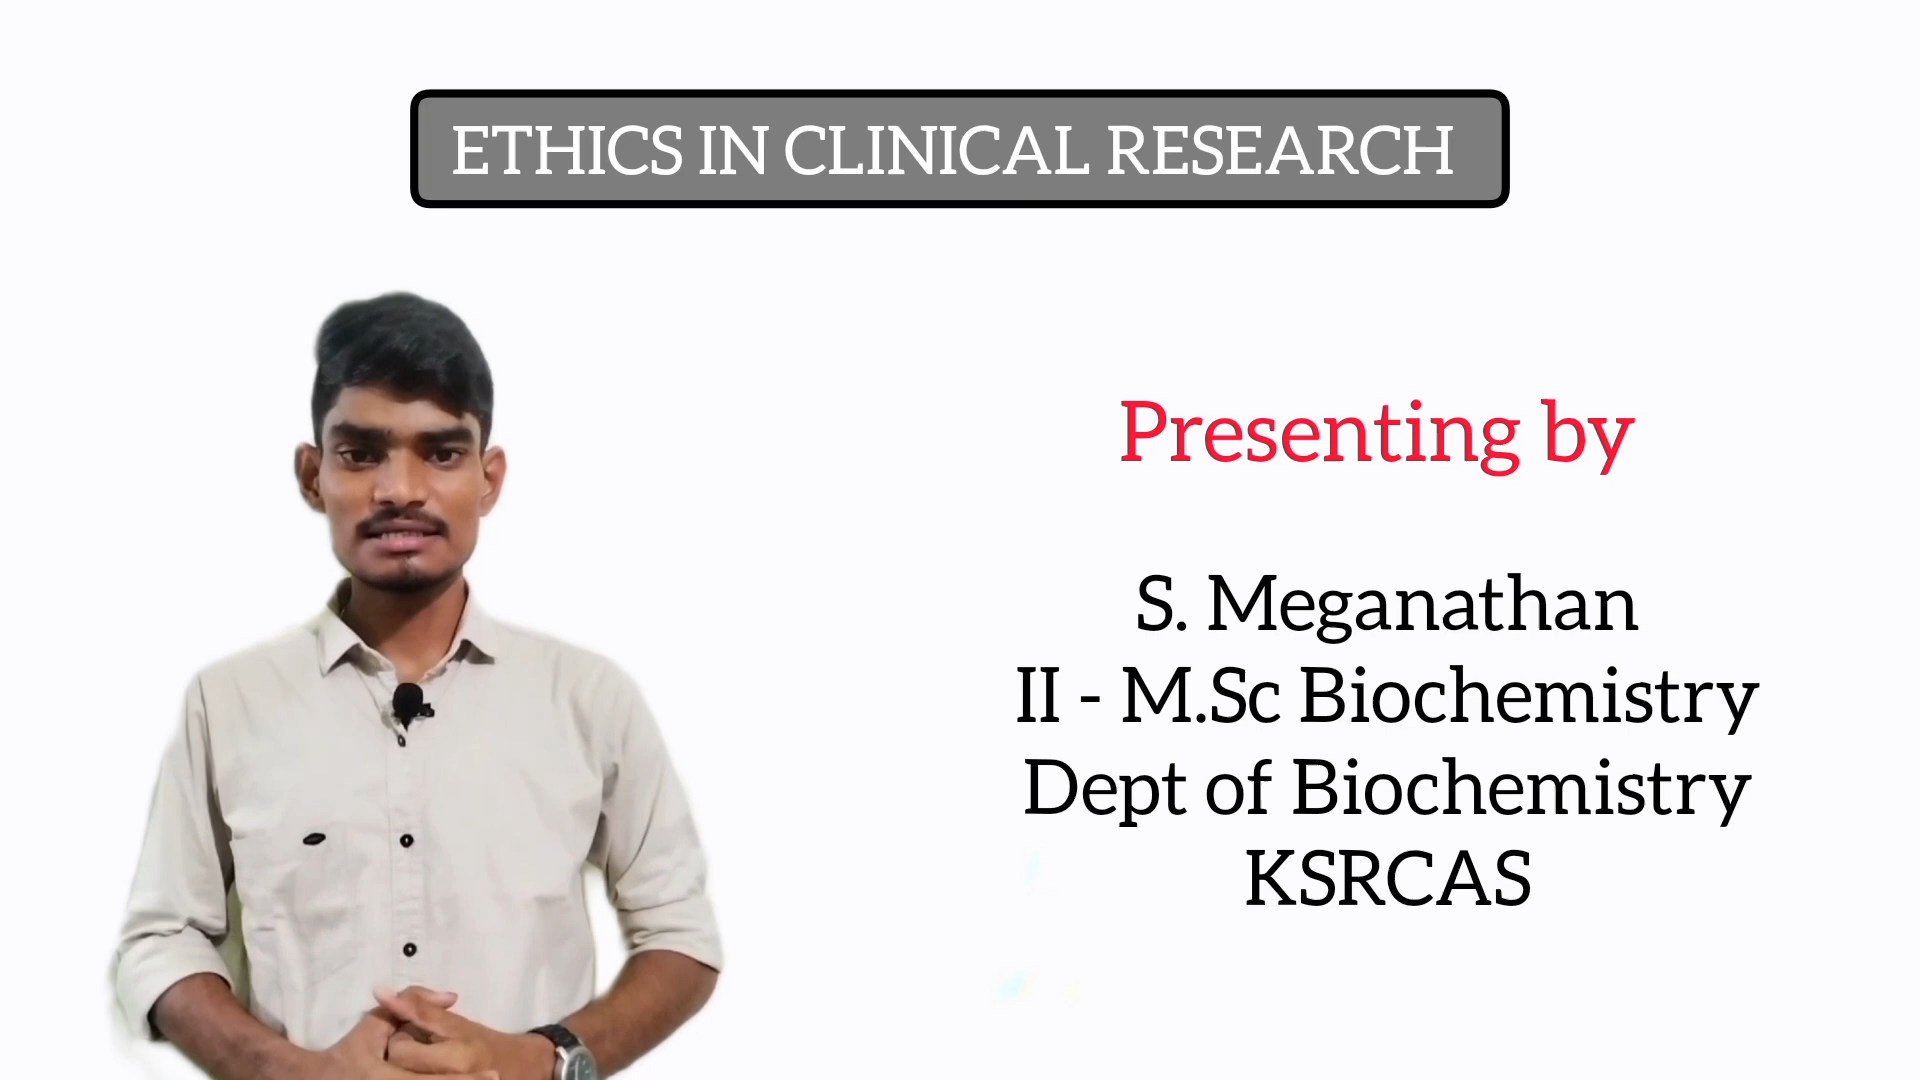 ETHICS IN CLINICAL RESEARCH
Presenting by
S. Meganathan
II - M.Sc Biochemistry
Dept of Biochemistry
KSRCAS